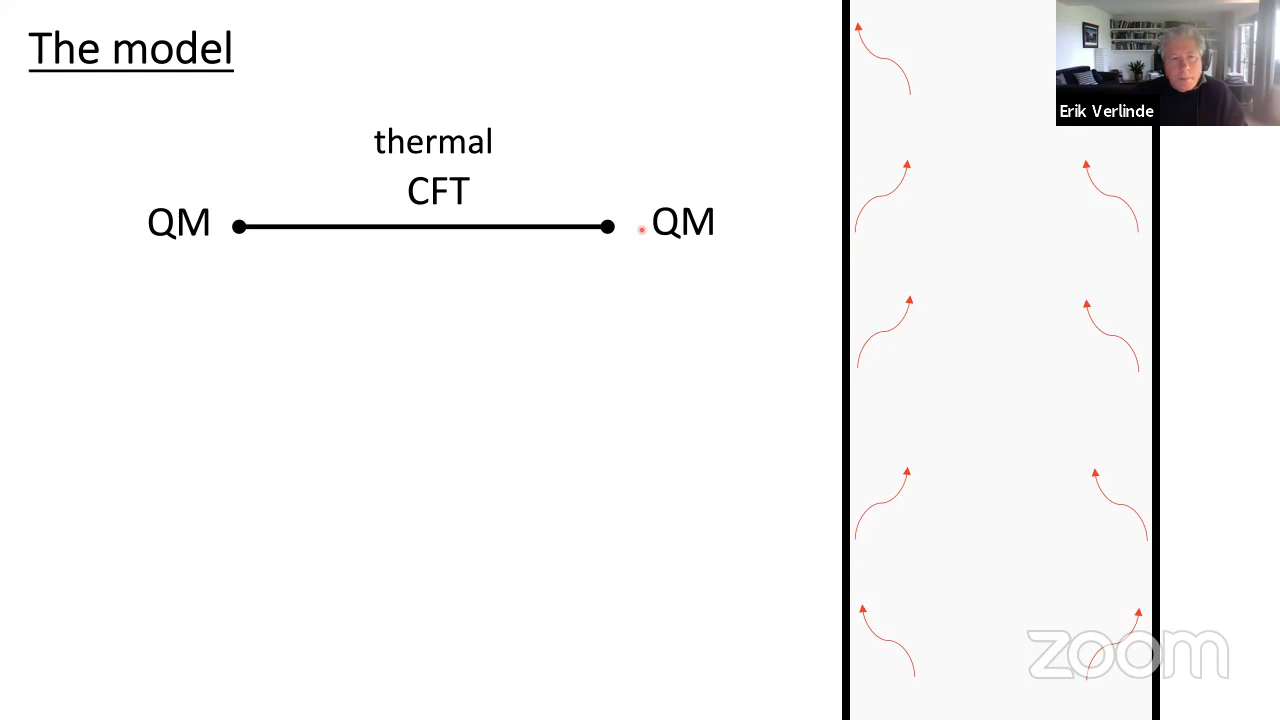 The model
thermal
CFT
QM
QM
Erik Verlinde
zoom